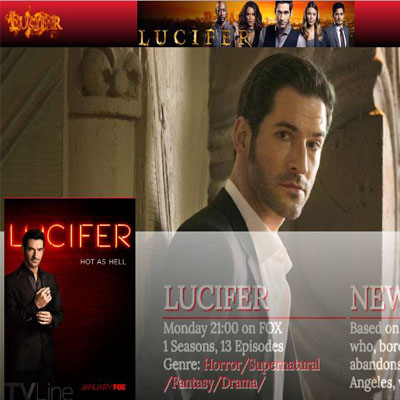 LUCIFER
LUCIFER
LUCIFER
HOT AS HELL
TVLine
JANUARY FOX
LUCIFER
Monday 21:00 on FOX
1 Seasons, 13 Episodes
Genre: Horror/Supernatural
/Fantasy/Drama/
NEW
Based on
who, bor
abandons
Angeles, w